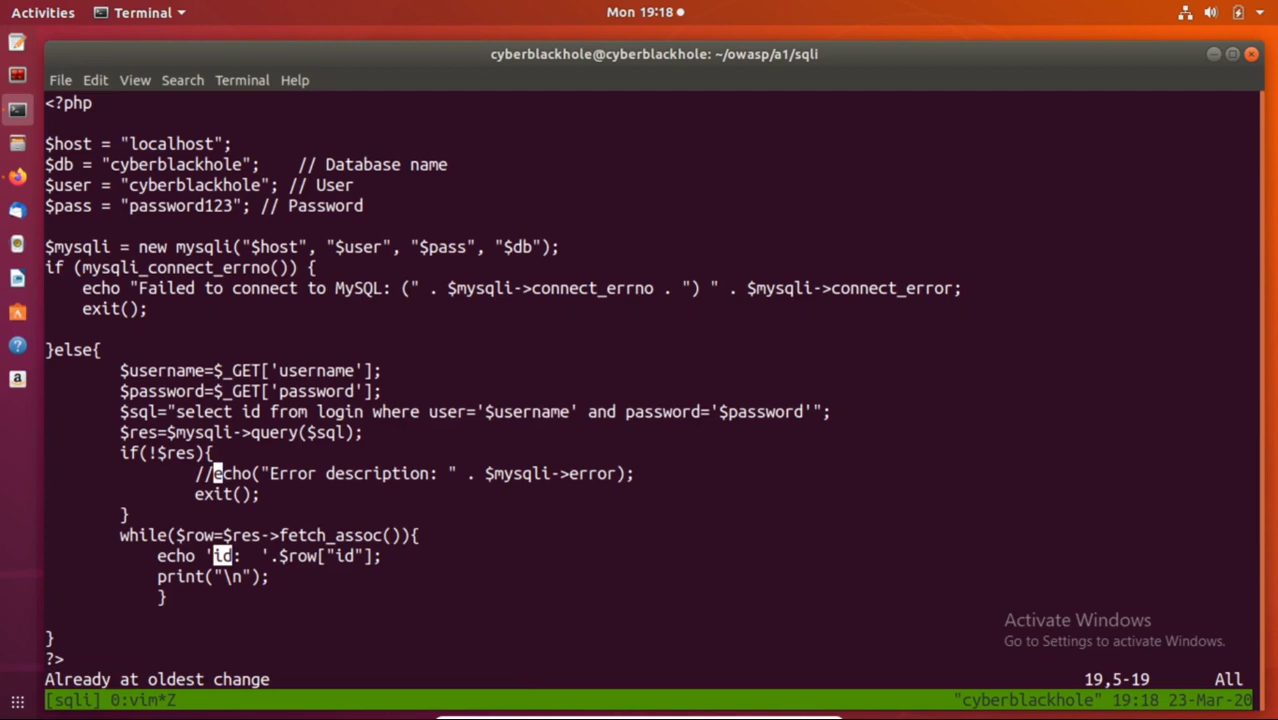 Activities Terminal Mon 19:18
cyberblackhole@cyberblackhole: ~/owasp/a1/sqli
File Edit View Search Terminal Help
<?php
$host = "localhost";
$db = "cyberblackhole";    // Database name
$user = "cyberblackhole"; // User
$pass = "password123"; // Password
$mysqli = new mysqli("$host", "$user", "$pass", "$db");
if (mysqli_connect_errno()) {
    echo "Failed to connect to MySQL: (" . $mysqli->connect_errno . ") " . $mysqli->connect_error;
    exit();
}else{
        $username=$_GET['username'];
        $password=$_GET['password'];
        $sql="select id from login where user='$username' and password='$password'";
        $res=$mysqli->query($sql);
        if(!$res){
                //echo("Error description: " . $mysqli->error);
                exit();
        }
        while($row=$res->fetch_assoc()){
            echo 'id:  '.$row["id"];
            print("\n");
            }
}
?>
Activate Windows
Go to Settings to activate Windows.
Already at oldest change 19,5-19 All
[sqli] 0:vim*Z "cyberblackhole" 19:18 23-Mar-20
a